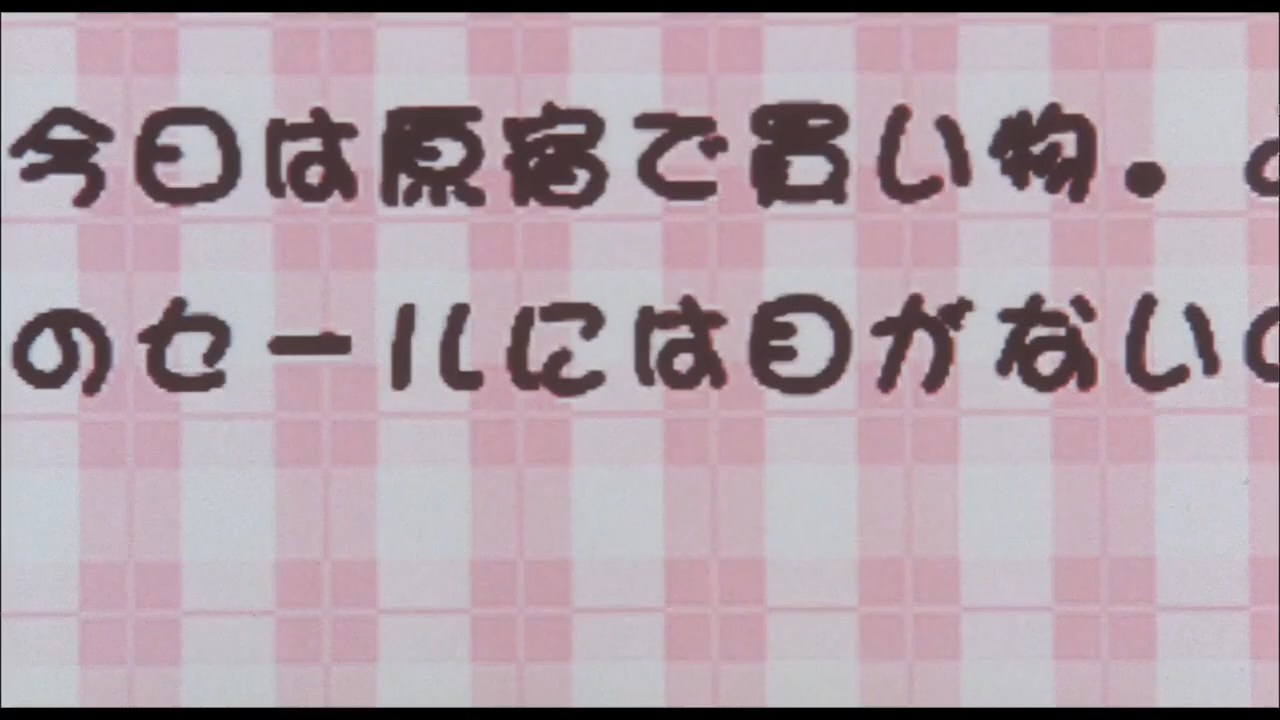 今日は原宿で買い物。
のセールには目がない